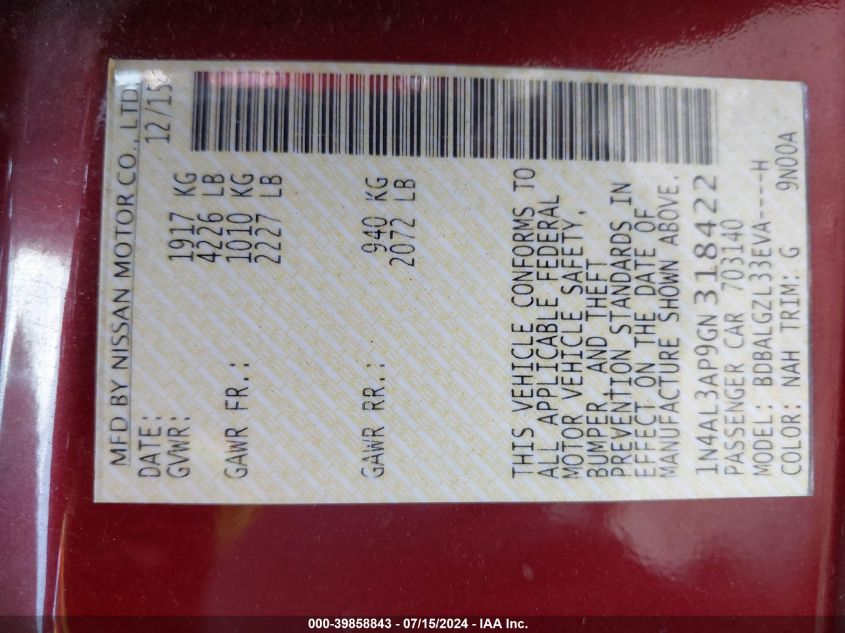 MFD BY NISSAN MOTOR CO., LTD
DATE: 12/15
GVWR: 1917 KG
4226 LB
GAWR FR.: 1010 KG
2227 LB
GAWR RR.: 940 KG
2072 LB
THIS VEHICLE CONFORMS TO
ALL APPLICABLE FEDERAL
MOTOR VEHICLE SAFETY,
BUMPER, AND THEFT
PREVENTION STANDARDS IN
EFFECT ON THE DATE OF
MANUFACTURE SHOWN ABOVE.
1N4AL3AP9GN318422
PASSENGER CAR 703140
MODEL: BDBALGZL33EVA----H
COLOR: NAH TRIM: G 9N00A
000-39858843 - 07/15/2024 - IAA Inc.